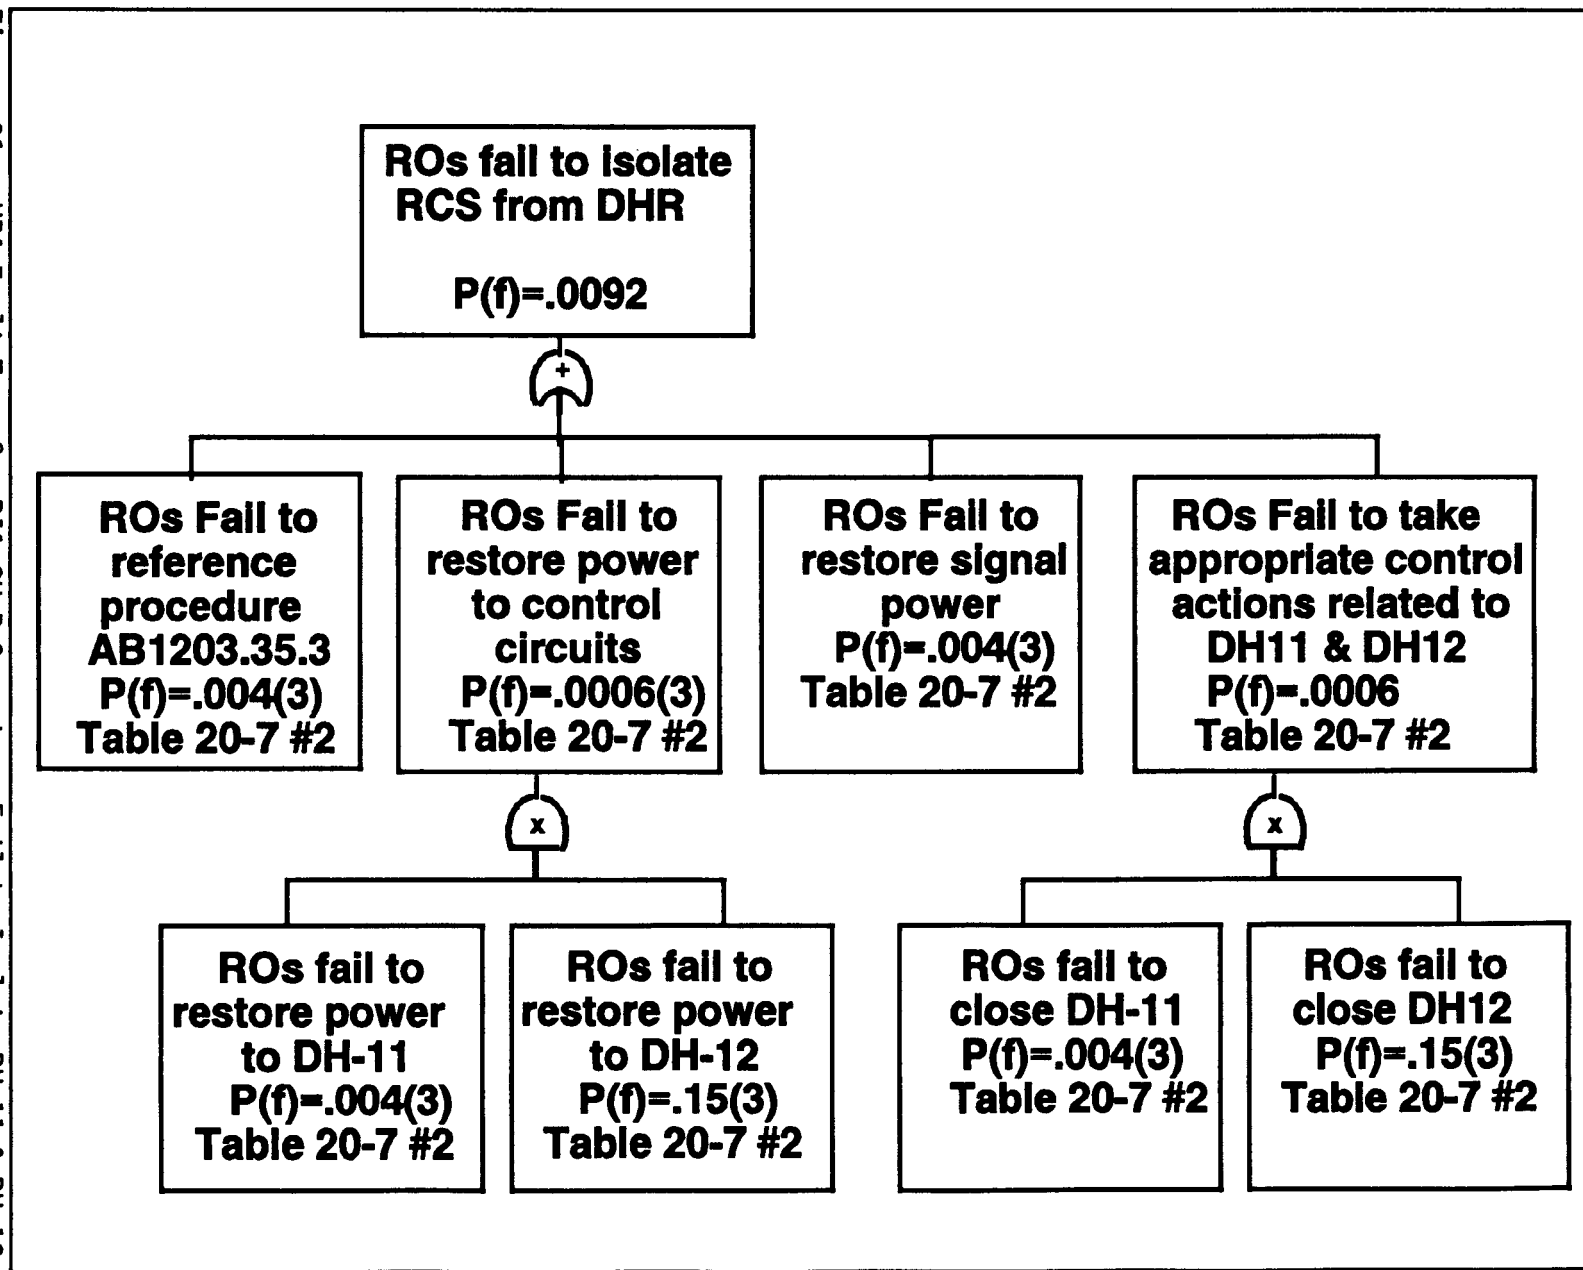 ROs fail to isolate
RCS from DHR
P(f)=.0092
+
ROs Fail to
reference
procedure
AB1203.35.3
P(f)=.004(3)
Table 20-7 #2
ROs Fail to
restore power
to control
circuits
P(f)=.0006(3)
Table 20-7 #2
ROs Fail to
restore signal
power
P(f)=.004(3)
Table 20-7 #2
ROs Fail to take
appropriate control
actions related to
DH11 & DH12
P(f)=.0006
Table 20-7 #2
x
x
ROs fail to
restore power
to DH-11
P(f)=.004(3)
Table 20-7 #2
ROs fail to
restore power
to DH-12
P(f)=.15(3)
Table 20-7 #2
ROs fail to
close DH-11
P(f)=.004(3)
Table 20-7 #2
ROs fail to
close DH12
P(f)=.15(3)
Table 20-7 #2